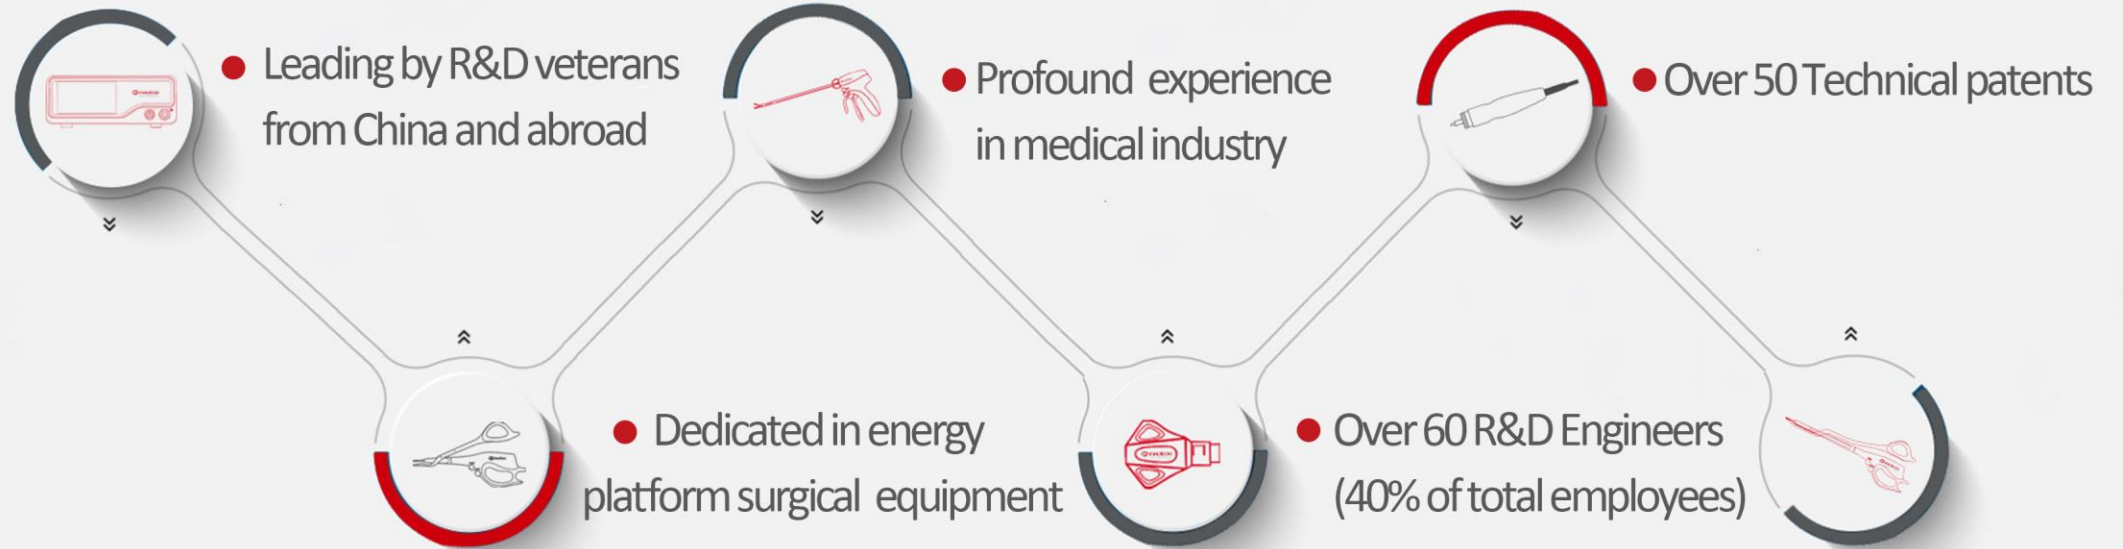 Leading by R&D veterans
from China and abroad
Dedicated in energy
platform surgical equipment
Profound experience
in medical industry
Over 60 R&D Engineers
(40% of total employees)
Over 50 Technical patents